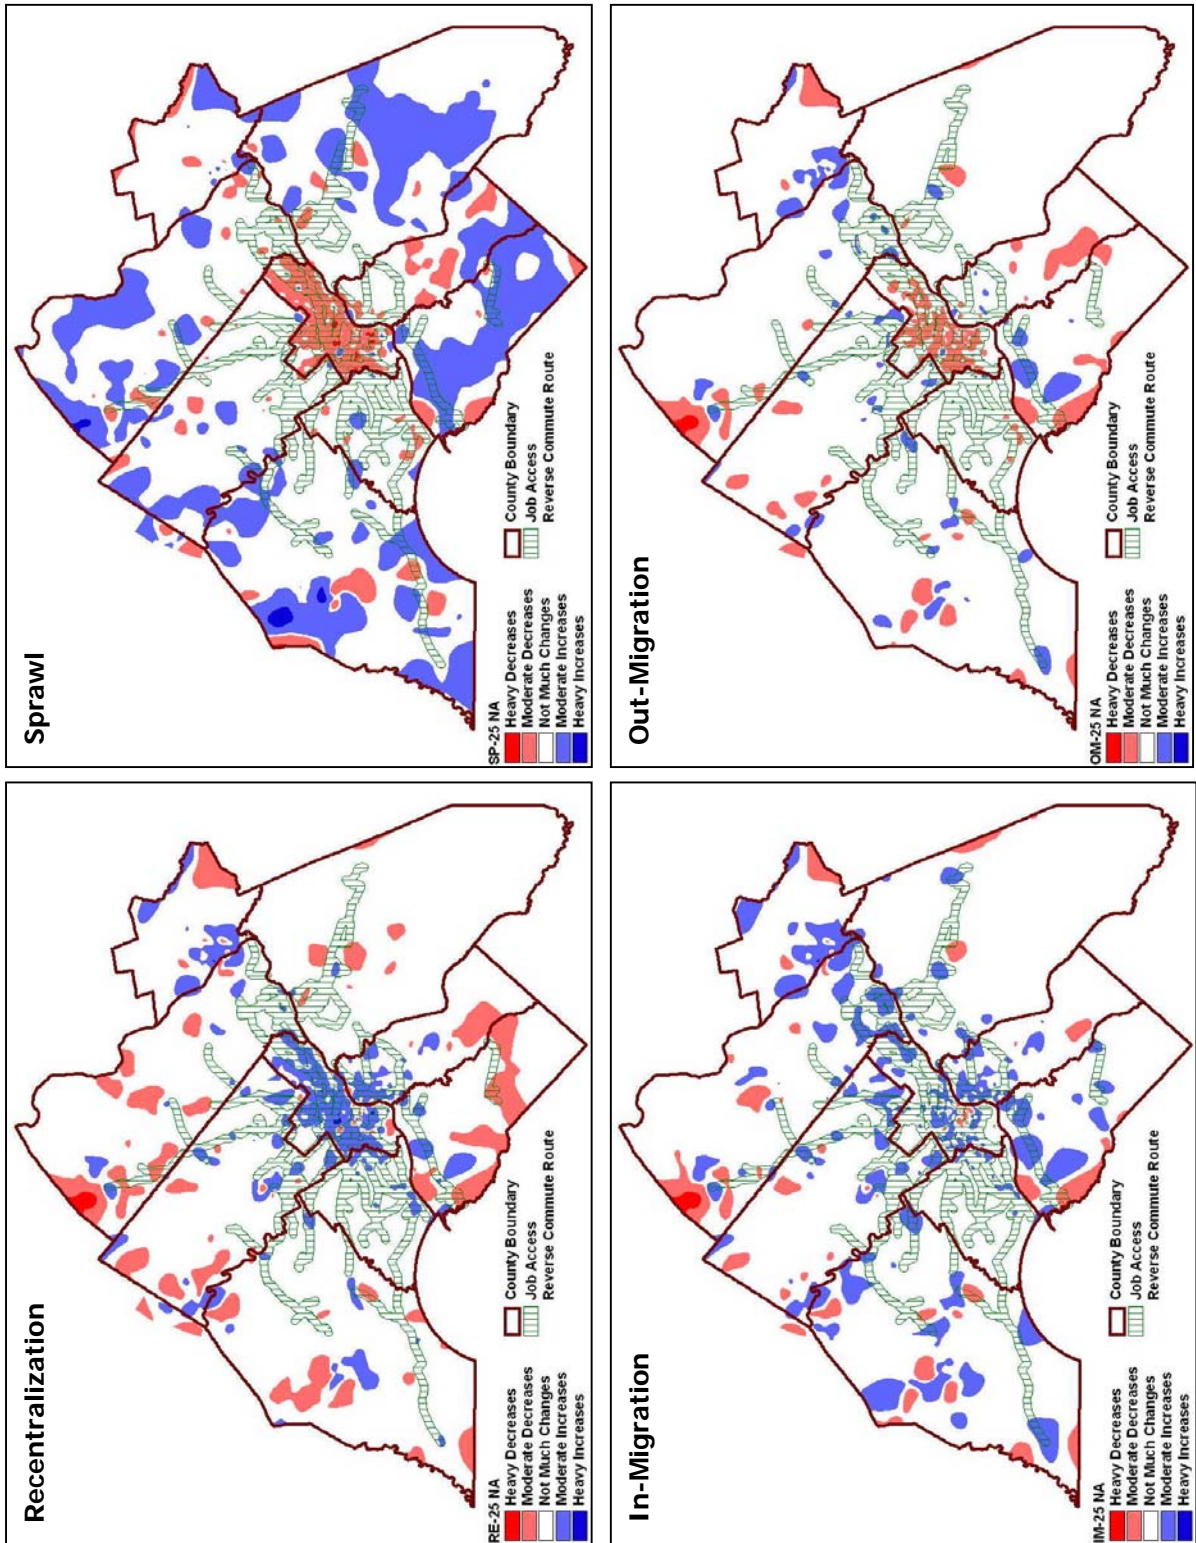 Recentralization
RE-25 NA
Heavy Decreases
Moderate Decreases
Not Much Changes
Moderate Increases
Heavy Increases
County Boundary
Job Access
Reverse Commute Route
Sprawl
SP-25 NA
Heavy Decreases
Moderate Decreases
Not Much Changes
Moderate Increases
Heavy Increases
County Boundary
Job Access
Reverse Commute Route
In-Migration
IM-25 NA
Heavy Decreases
Moderate Decreases
Not Much Changes
Moderate Increases
Heavy Increases
County Boundary
Job Access
Reverse Commute Route
Out-Migration
OM-25 NA
Heavy Decreases
Moderate Decreases
Not Much Changes
Moderate Increases
Heavy Increases
County Boundary
Job Access
Reverse Commute Route